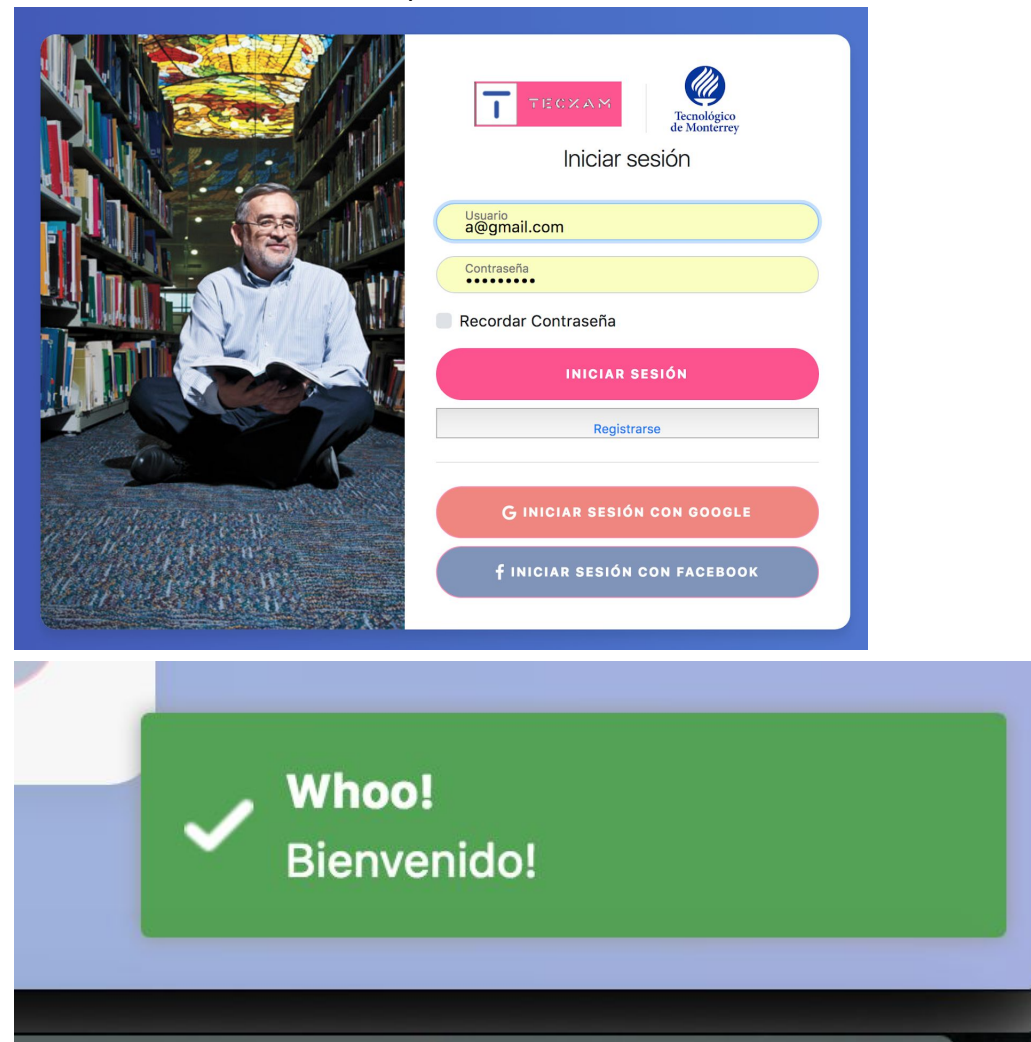 T TECXAM
Tecnológico
de Monterrey
Iniciar sesión
Usuario
a@gmail.com
Contraseña
•••••••••
Recordar Contraseña
INICIAR SESIÓN
Registrarse
G INICIAR SESIÓN CON GOOGLE
f INICIAR SESIÓN CON FACEBOOK
Whoo!
Bienvenido!